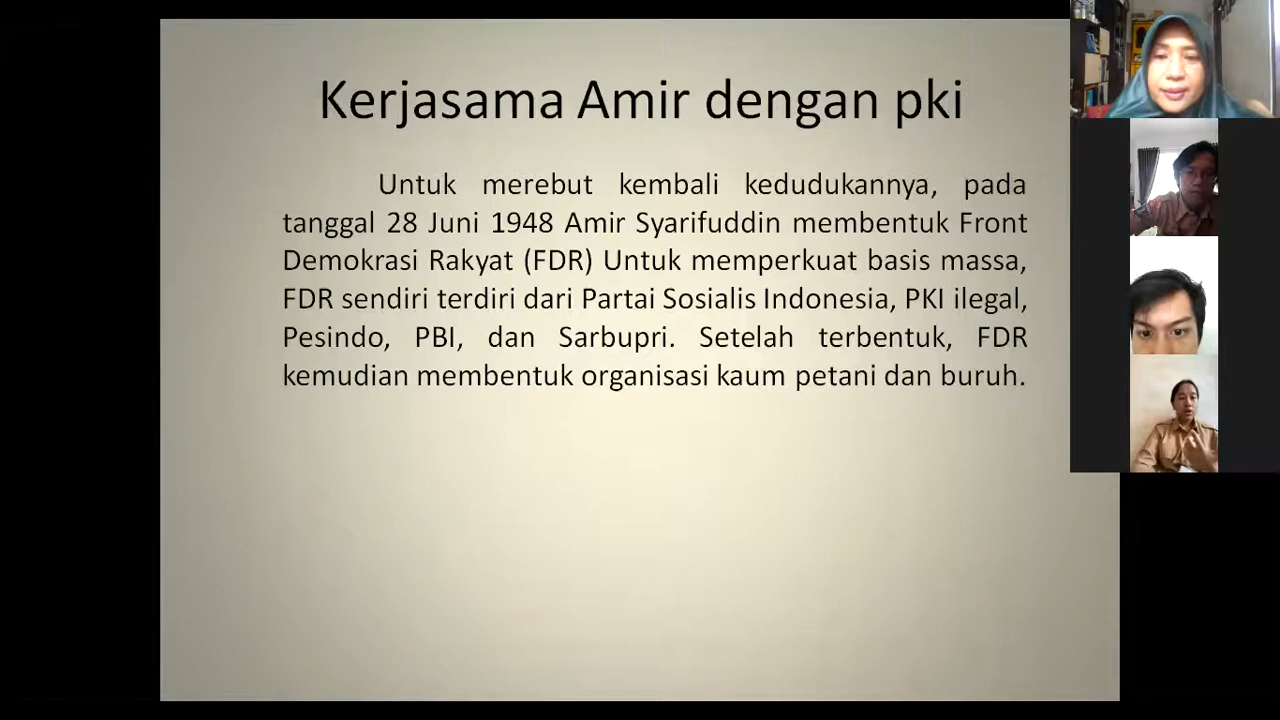 Kerjasama Amir dengan pki
Untuk merebut kembali kedudukannya, pada
tanggal 28 Juni 1948 Amir Syarifuddin membentuk Front
Demokrasi Rakyat (FDR) Untuk memperkuat basis massa,
FDR sendiri terdiri dari Partai Sosialis Indonesia, PKI ilegal,
Pesindo, PBI, dan Sarbupri. Setelah terbentuk, FDR
kemudian membentuk organisasi kaum petani dan buruh.